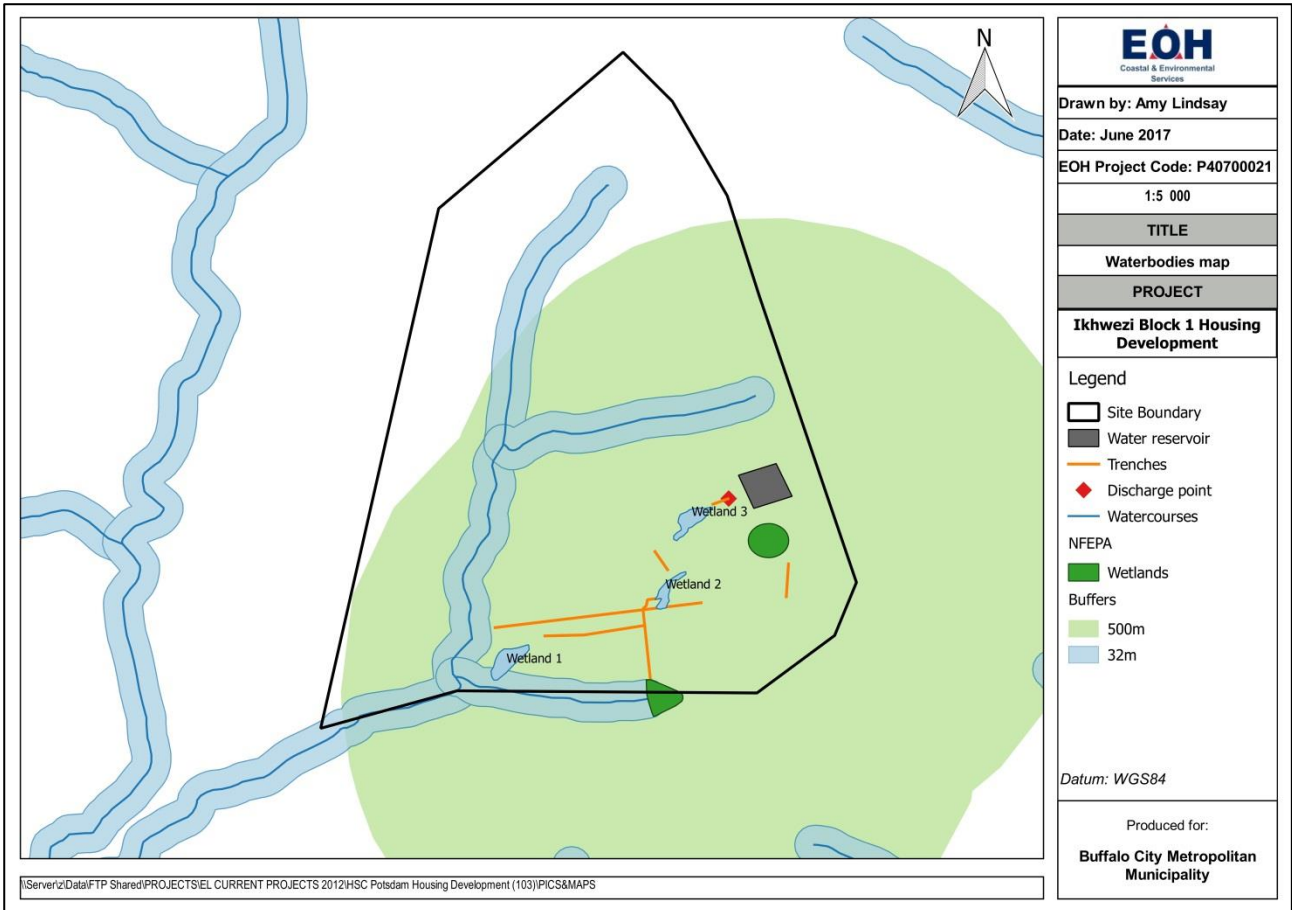 N
Wetland 3
Wetland 2
Wetland 1
\\Server\z\Data\FTP Shared\PROJECTS\EL CURRENT PROJECTS 2012\HSC Potsdam Housing Development (103)\PICS&MAPS
EOH
Coastal & Environmental
Services
Drawn by: Amy Lindsay
Date: June 2017
EOH Project Code: P40700021
1:5 000
TITLE
Waterbodies map
PROJECT
Ikhwezi Block 1 Housing
Development
Legend
Site Boundary
Water reservoir
Trenches
Discharge point
Watercourses
NFEPA
Wetlands
Buffers
500m
32m
Datum: WGS84
Produced for:
Buffalo City Metropolitan
Municipality